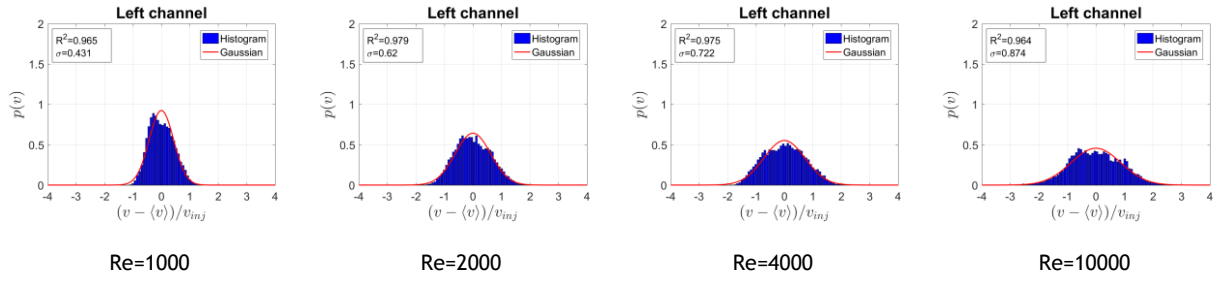 Left channel
R²=0.965
σ=0.431
Histogram
Gaussian
2
1.5
1
0.5
0
p(v)
-4 -3 -2 -1 0 1 2 3 4
(v − ⟨v⟩)/v_inj
Re=1000
Left channel
R²=0.979
σ=0.62
Histogram
Gaussian
2
1.5
1
0.5
0
p(v)
-4 -3 -2 -1 0 1 2 3 4
(v − ⟨v⟩)/v_inj
Re=2000
Left channel
R²=0.975
σ=0.722
Histogram
Gaussian
2
1.5
1
0.5
0
p(v)
-4 -3 -2 -1 0 1 2 3 4
(v − ⟨v⟩)/v_inj
Re=4000
Left channel
R²=0.964
σ=0.874
Histogram
Gaussian
2
1.5
1
0.5
0
p(v)
-4 -3 -2 -1 0 1 2 3 4
(v − ⟨v⟩)/v_inj
Re=10000